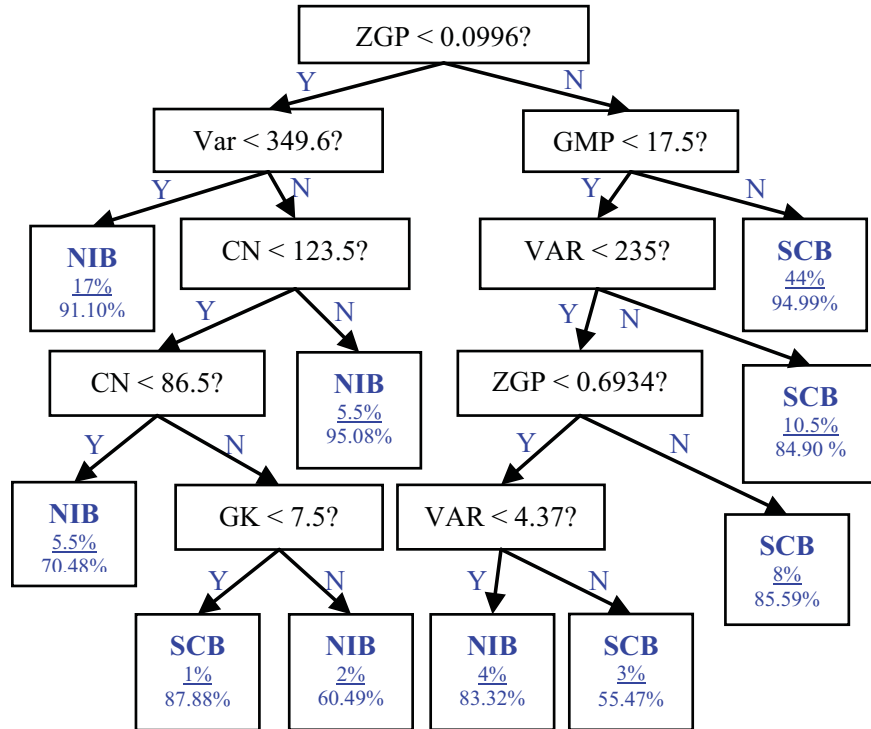 ZGP < 0.0996?
Y
N
Var < 349.6?
GMP < 17.5?
Y
N
Y
N
NIB
17%
91.10%
CN < 123.5?
VAR < 235?
SCB
44%
94.99%
Y
N
Y
N
CN < 86.5?
NIB
5.5%
95.08%
ZGP < 0.6934?
SCB
10.5%
84.90 %
Y
N
Y
N
NIB
5.5%
70.48%
GK < 7.5?
VAR < 4.37?
SCB
8%
85.59%
Y
N
Y
N
SCB
1%
87.88%
NIB
2%
60.49%
NIB
4%
83.32%
SCB
3%
55.47%